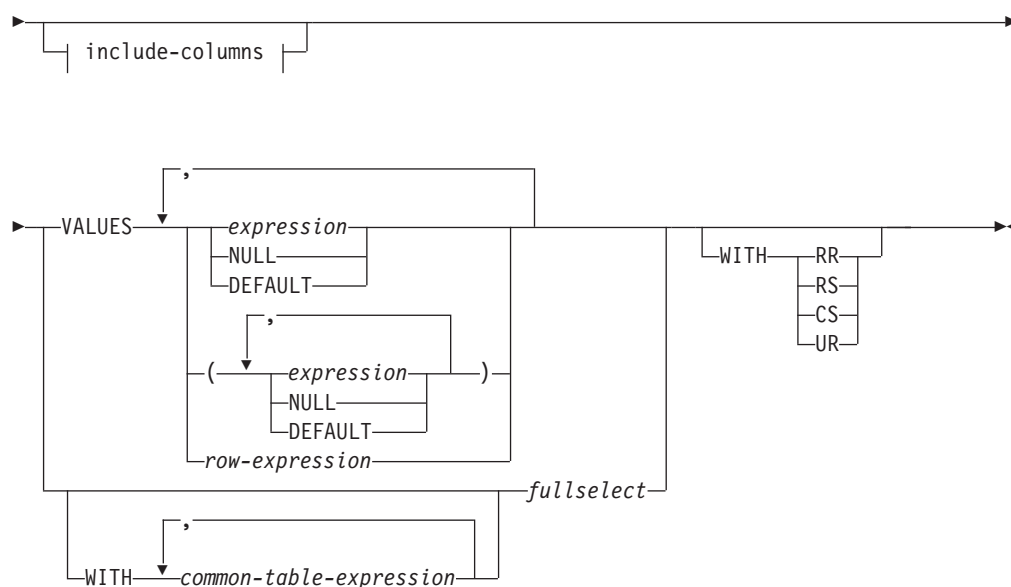 include-columns
,
VALUES expression
NULL WITH RR
DEFAULT RS
, CS
UR
( expression )
NULL
DEFAULT
row-expression
fullselect
,
WITH common-table-expression